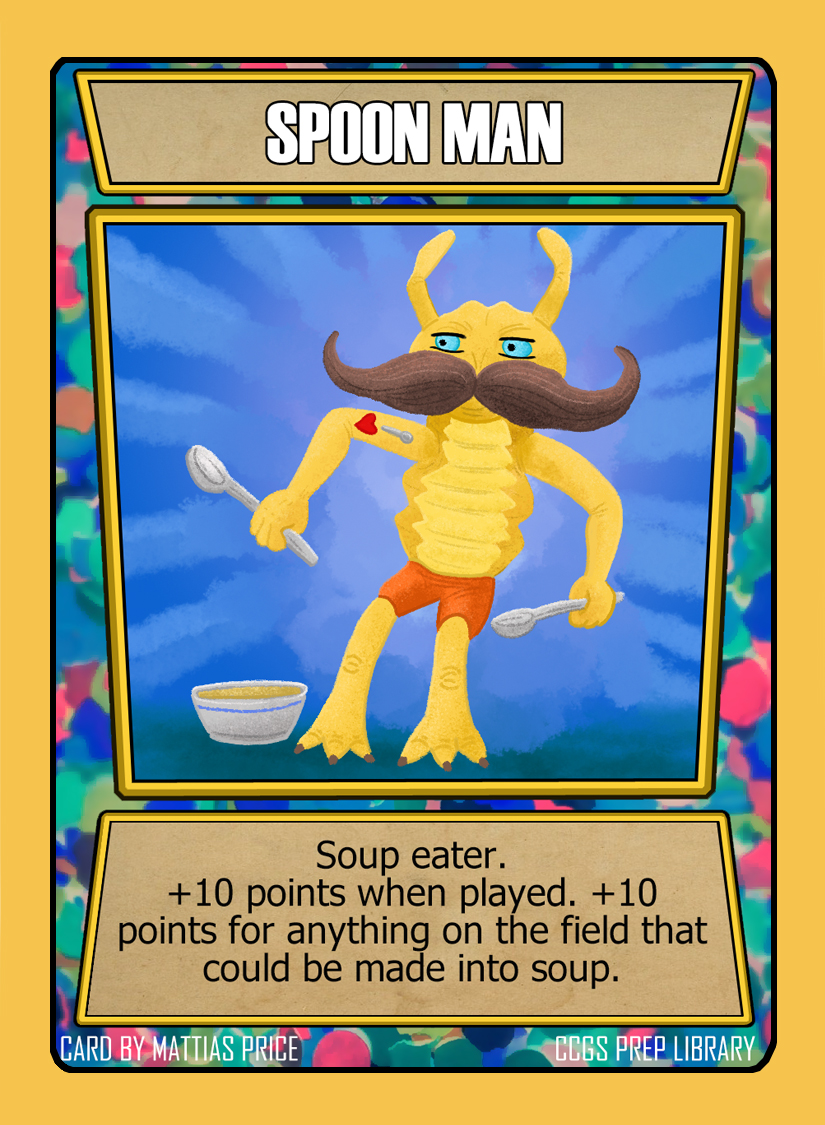 SPOON MAN
Soup eater.
+10 points when played. +10
points for anything on the field that
could be made into soup.
CARD BY MATTIAS PRICE
CCGS PREP LIBRARY